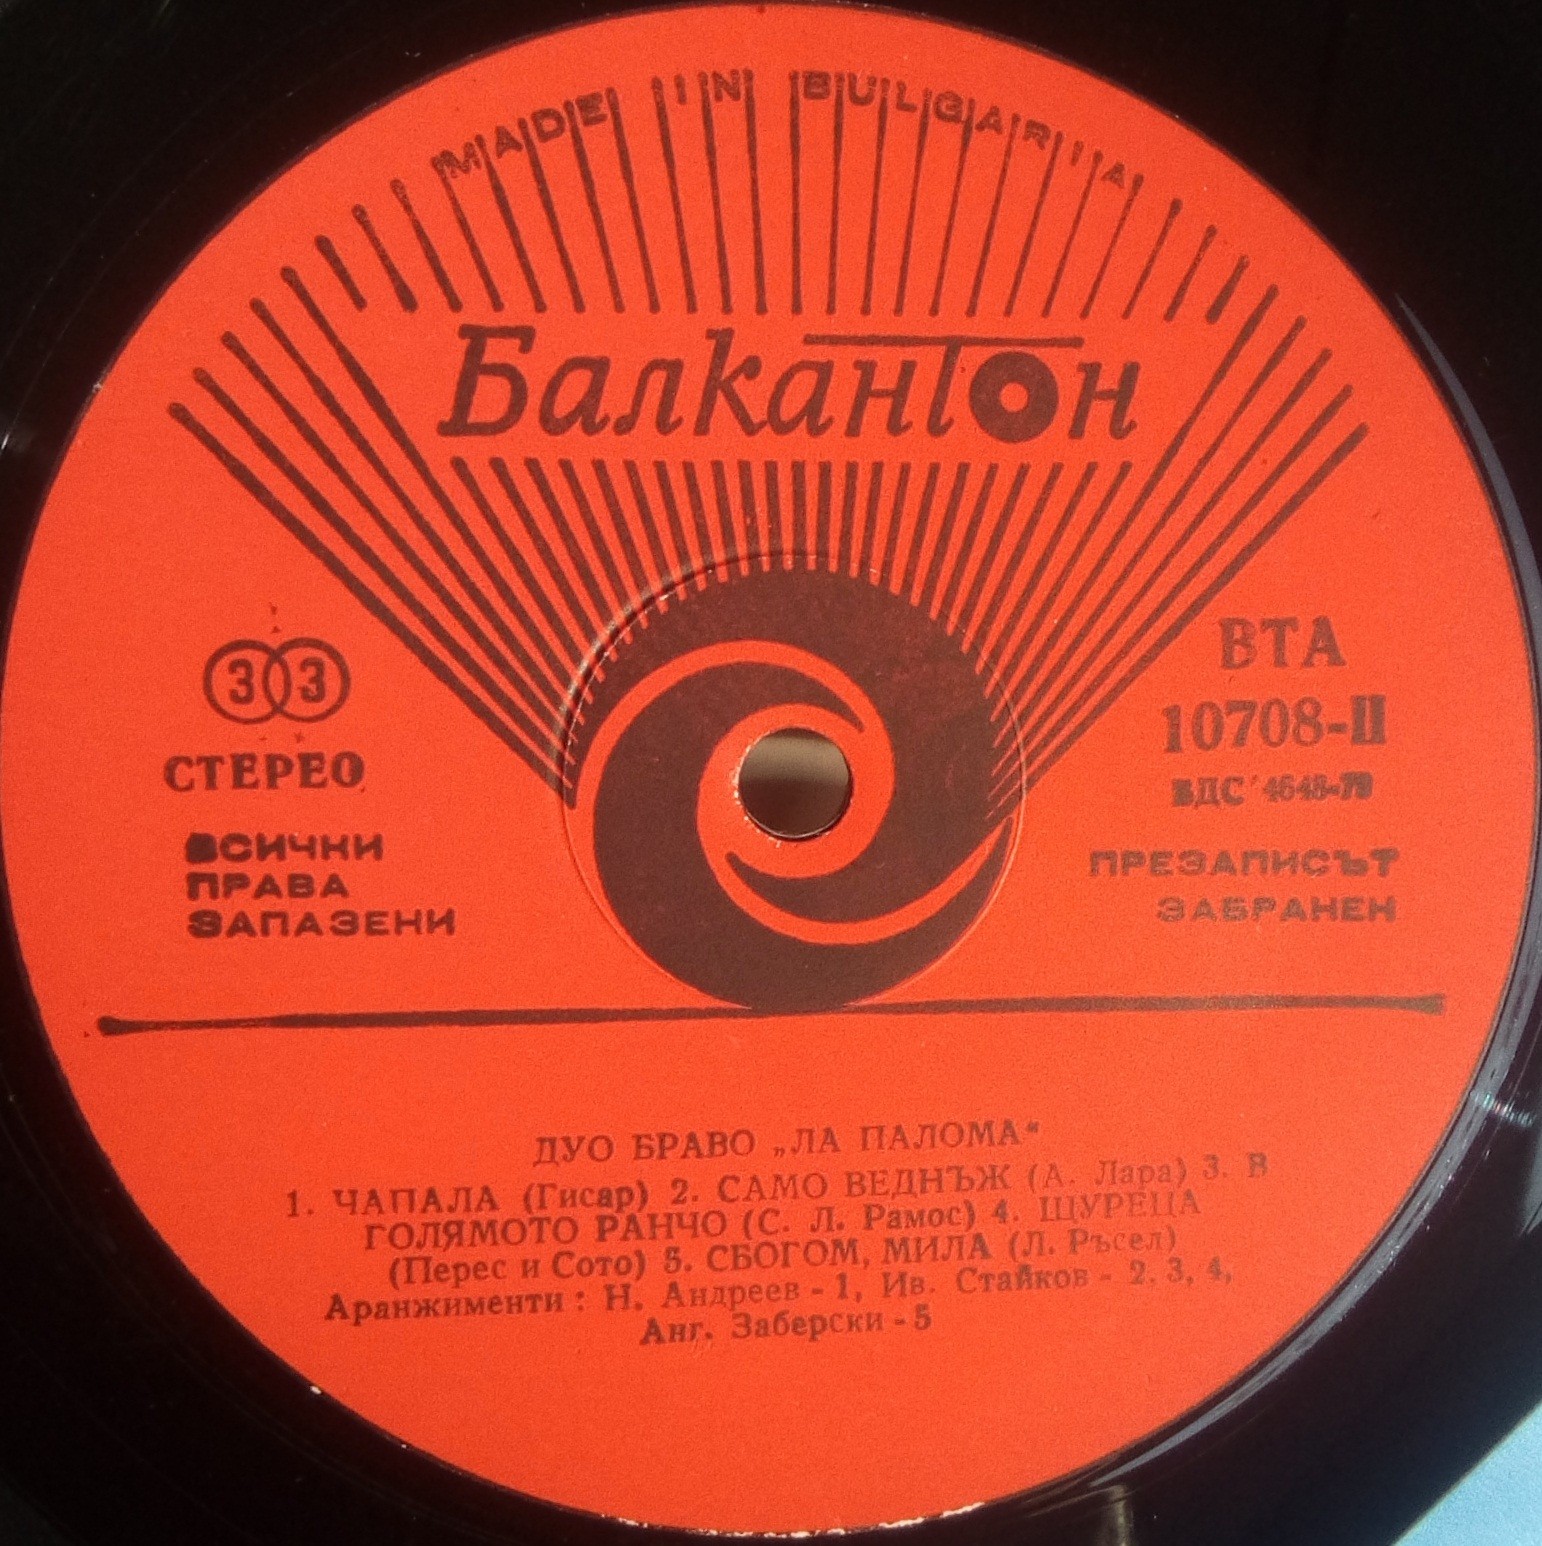 MADE IN BULGARIA
Балкантон
33
СТЕРЕО
ВСИЧКИ
ПРАВА
ЗАПАЗЕНИ
ВТА
10708-II
БДС 4648-70
ПРЕЗАПИСЪТ
ЗАБРАНЕН
ДУО БРАВО „ЛА ПАЛОМА“
1. ЧАПАЛА (Гисар) 2. САМО ВЕДНЪЖ (А. Лара) 3. В
ГОЛЯМОТО РАНЧО (С. Л. Рамос) 4. ЩУРЕЦА
(Перес и Сото) 5. СБОГОМ, МИЛА (Л. Ръсел)
Аранжименти : Н. Андреев - 1, Ив. Стайков - 2. 3, 4,
Анг. Заберски - 5